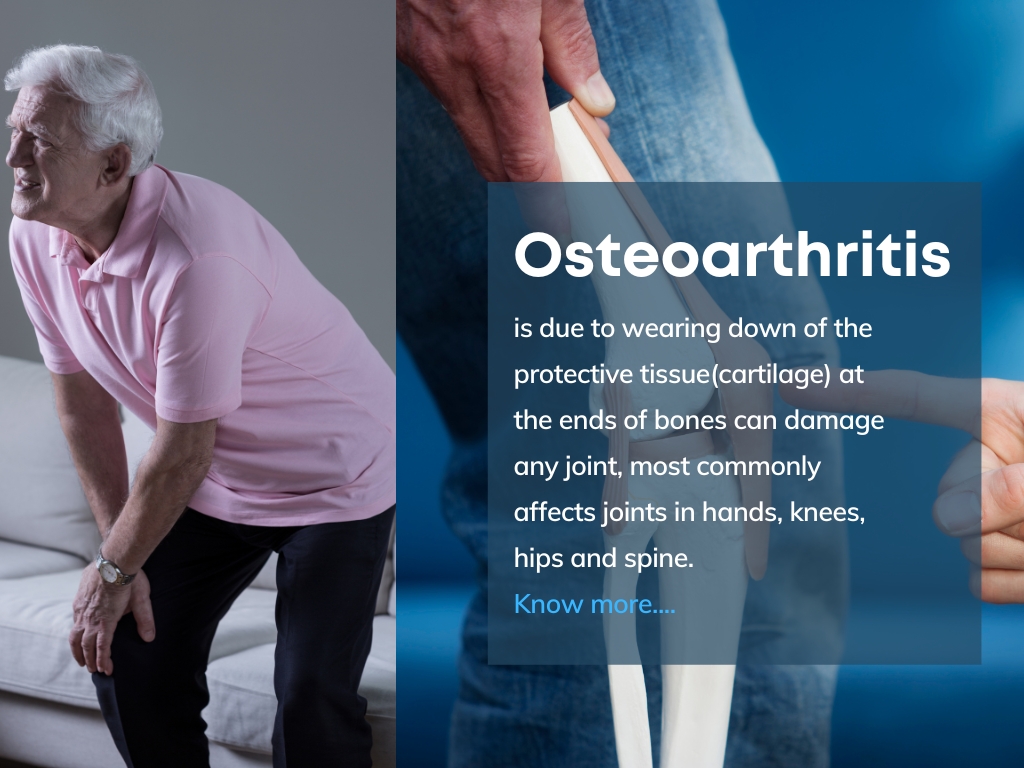 Osteoarthritis
is due to wearing down of the
protective tissue(cartilage) at
the ends of bones can damage
any joint, most commonly
affects joints in hands, knees,
hips and spine.
Know more....